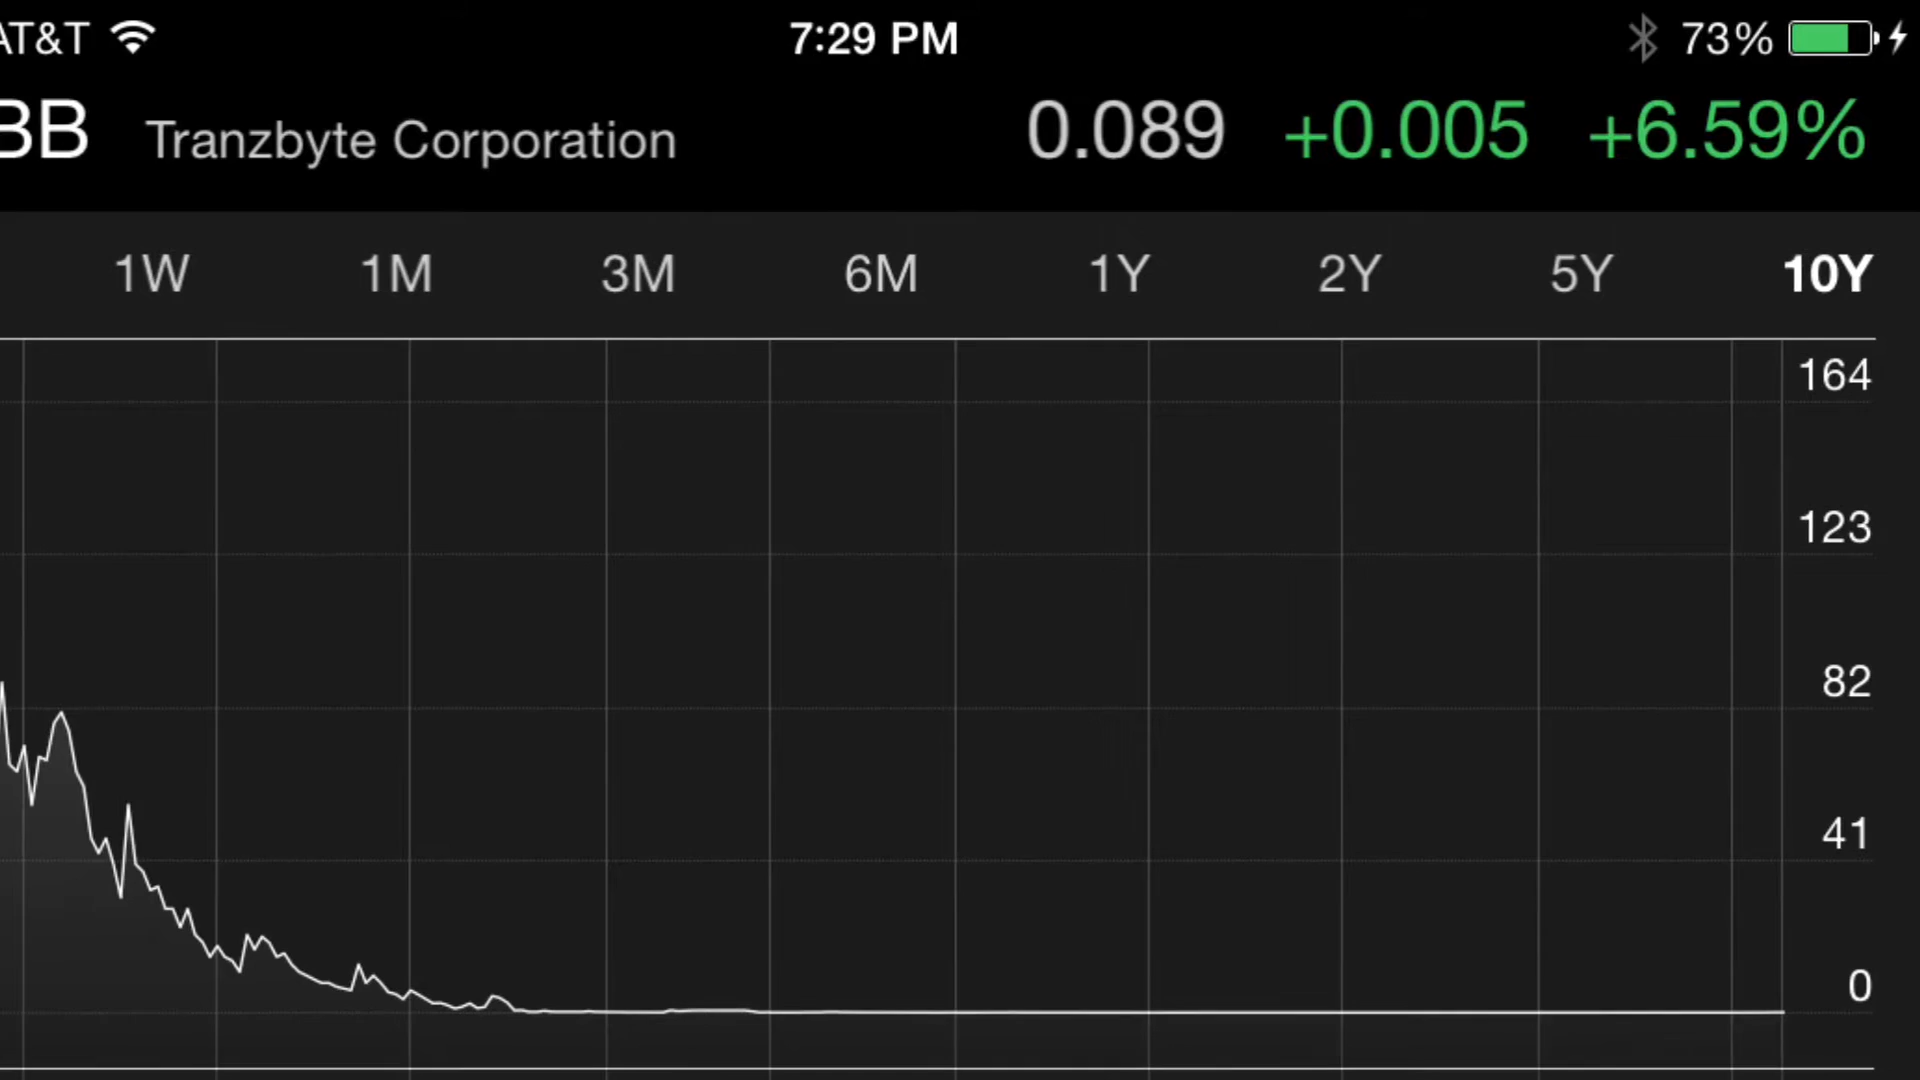 AT&T 7:29 PM 73%
BB Tranzbyte Corporation 0.089 +0.005 +6.59%
1W 1M 3M 6M 1Y 2Y 5Y 10Y
164
123
82
41
0